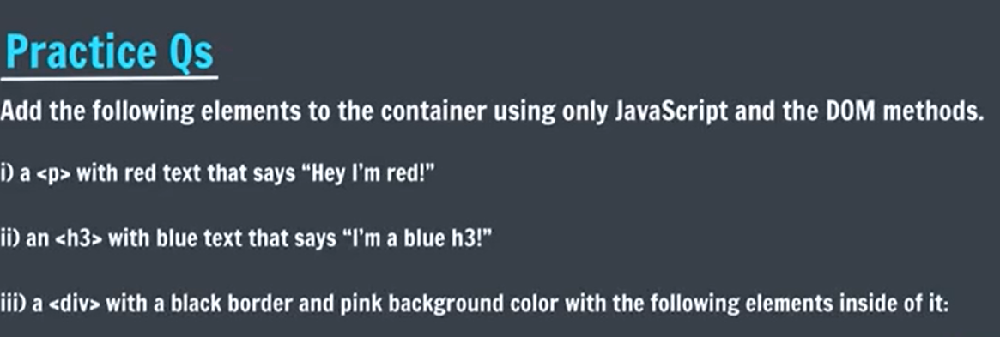 Practice Qs
Add the following elements to the container using only JavaScript and the DOM methods.
i) a <p> with red text that says “Hey I’m red!”
ii) an <h3> with blue text that says “I’m a blue h3!”
iii) a <div> with a black border and pink background color with the following elements inside of it: